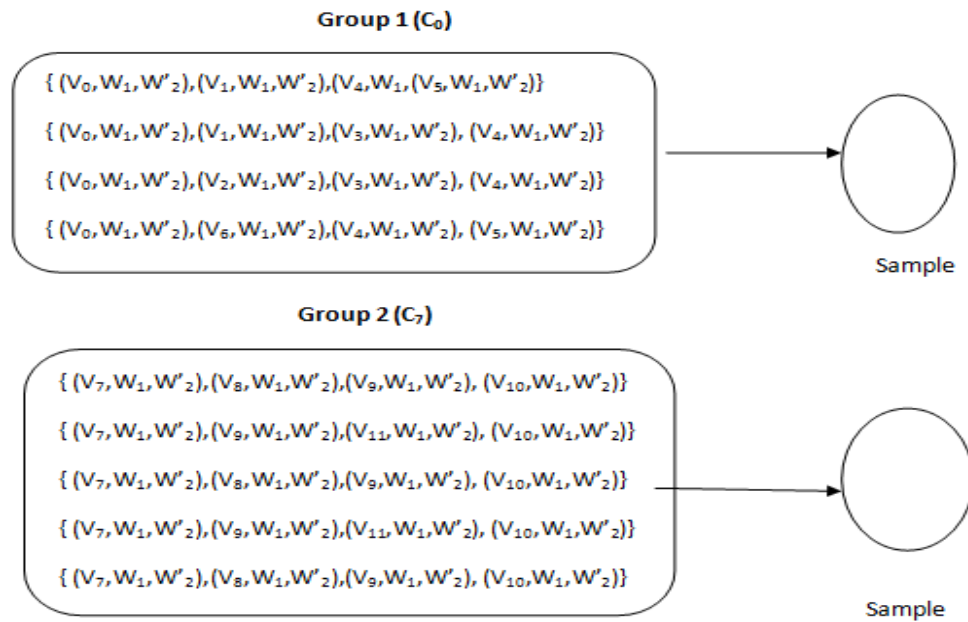 Group 1 (C₀)
{ (V₀,W₁,W'₂),(V₁,W₁,W'₂),(V₄,W₁,(V₅,W₁,W'₂)}
{ (V₀,W₁,W'₂),(V₁,W₁,W'₂),(V₃,W₁,W'₂), (V₄,W₁,W'₂)}
{ (V₀,W₁,W'₂),(V₂,W₁,W'₂),(V₃,W₁,W'₂), (V₄,W₁,W'₂)}
{ (V₀,W₁,W'₂),(V₆,W₁,W'₂),(V₄,W₁,W'₂), (V₅,W₁,W'₂)}
Sample
Group 2 (C₇)
{ (V₇,W₁,W'₂),(V₈,W₁,W'₂),(V₉,W₁,W'₂), (V₁₀,W₁,W'₂)}
{ (V₇,W₁,W'₂),(V₉,W₁,W'₂),(V₁₁,W₁,W'₂), (V₁₀,W₁,W'₂)}
{ (V₇,W₁,W'₂),(V₈,W₁,W'₂),(V₉,W₁,W'₂), (V₁₀,W₁,W'₂)}
{ (V₇,W₁,W'₂),(V₉,W₁,W'₂),(V₁₁,W₁,W'₂), (V₁₀,W₁,W'₂)}
{ (V₇,W₁,W'₂),(V₈,W₁,W'₂),(V₉,W₁,W'₂), (V₁₀,W₁,W'₂)}
Sample